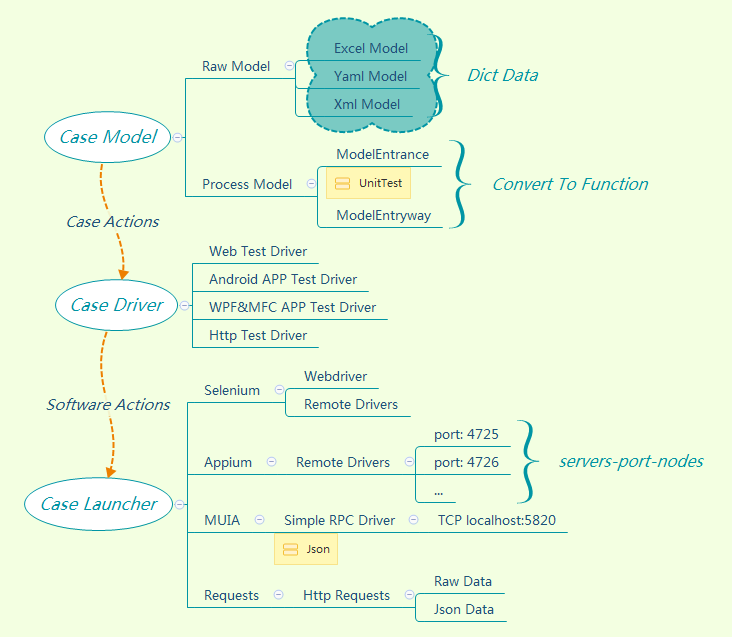 Excel Model
Raw Model
Yaml Model
Dict Data
Xml Model
Case Model
ModelEntrance
Process Model
UnitTest
Convert To Function
ModelEntryway
Case Actions
Web Test Driver
Android APP Test Driver
Case Driver
WPF&MFC APP Test Driver
Http Test Driver
Software Actions
Selenium
Webdriver
Remote Drivers
port: 4725
Appium
Remote Drivers
port: 4726
servers-port-nodes
...
Case Launcher
MUIA
Simple RPC Driver
TCP localhost:5820
Json
Requests
Http Requests
Raw Data
Json Data